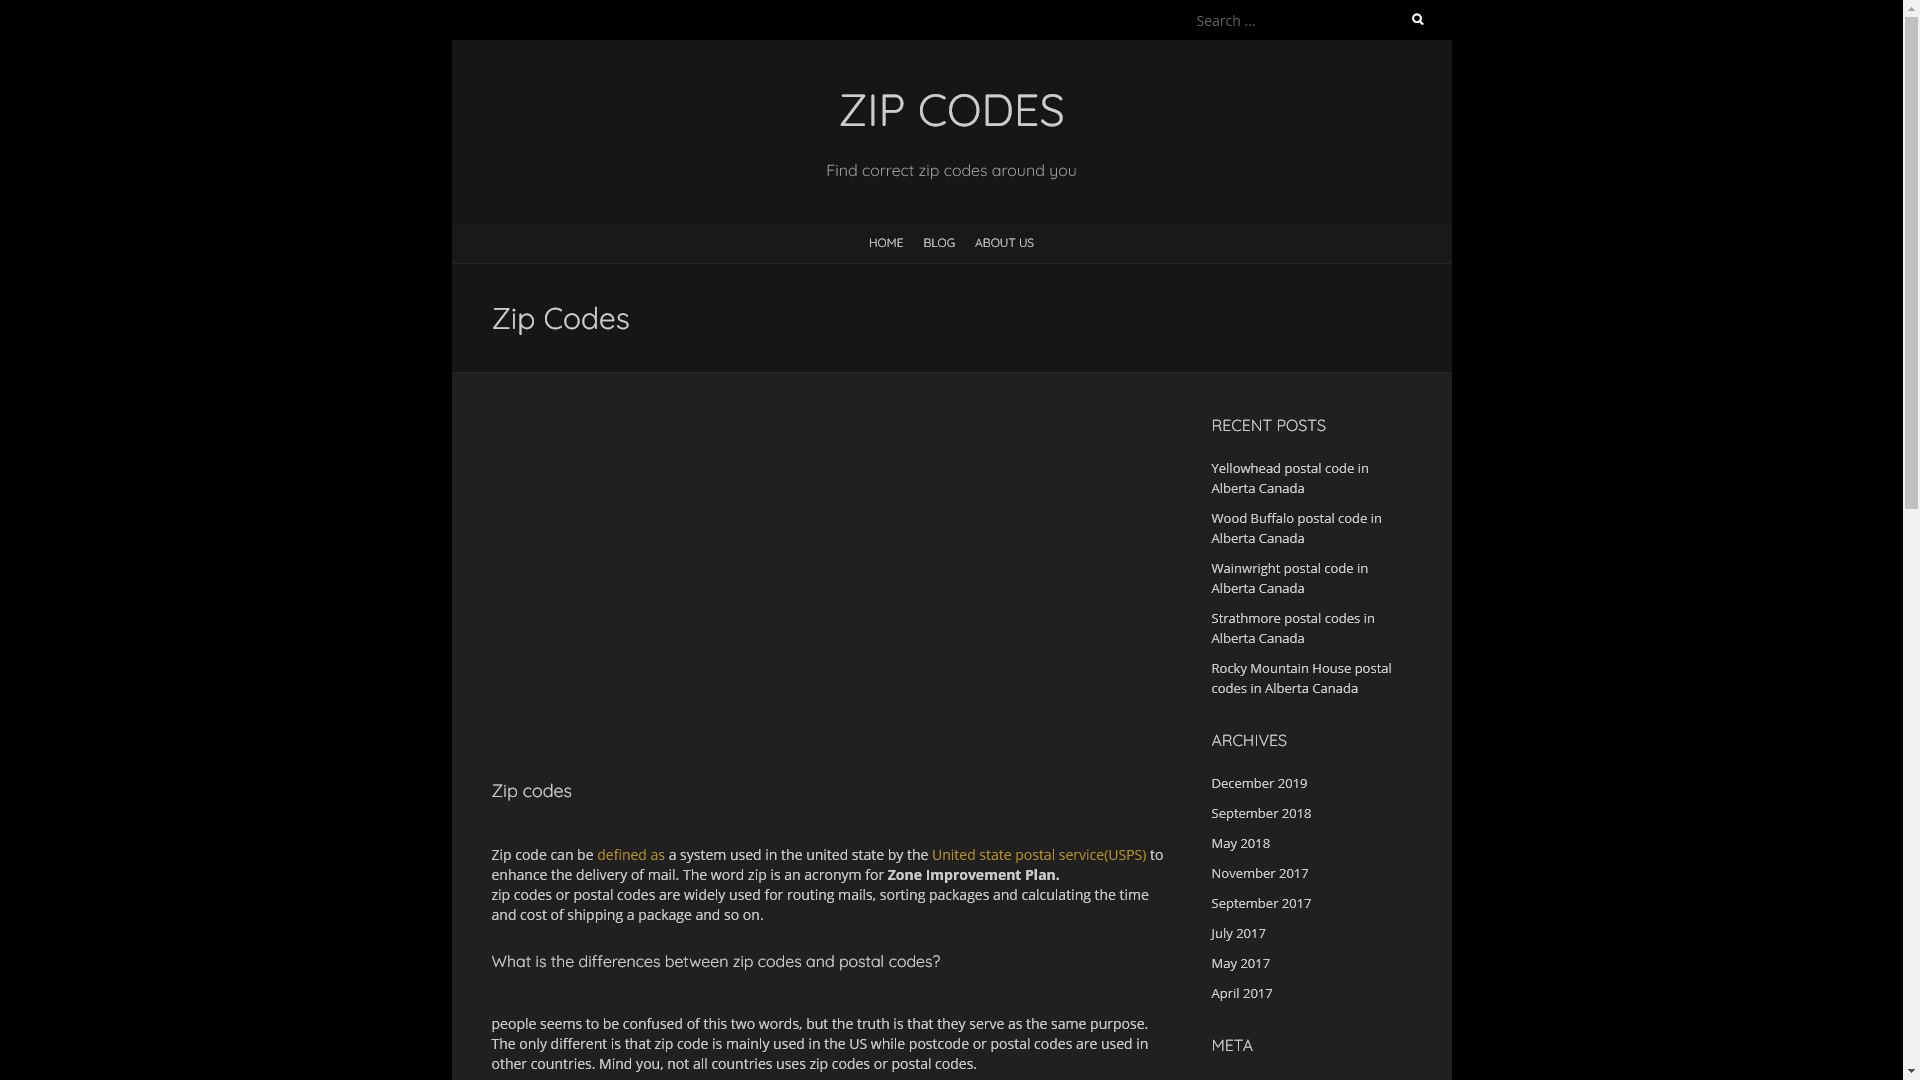 Search ...
ZIP CODES
Find correct zip codes around you
HOME BLOG ABOUT US
Zip Codes
Zip codes
Zip code can be defined as a system used in the united state by the United state postal service(USPS) to
enhance the delivery of mail. The word zip is an acronym for Zone Improvement Plan.
zip codes or postal codes are widely used for routing mails, sorting packages and calculating the time
and cost of shipping a package and so on.
What is the differences between zip codes and postal codes?
people seems to be confused of this two words, but the truth is that they serve as the same purpose.
The only different is that zip code is mainly used in the US while postcode or postal codes are used in
other countries. Mind you, not all countries uses zip codes or postal codes.
RECENT POSTS
Yellowhead postal code in
Alberta Canada
Wood Buffalo postal code in
Alberta Canada
Wainwright postal code in
Alberta Canada
Strathmore postal codes in
Alberta Canada
Rocky Mountain House postal
codes in Alberta Canada
ARCHIVES
December 2019
September 2018
May 2018
November 2017
September 2017
July 2017
May 2017
April 2017
META